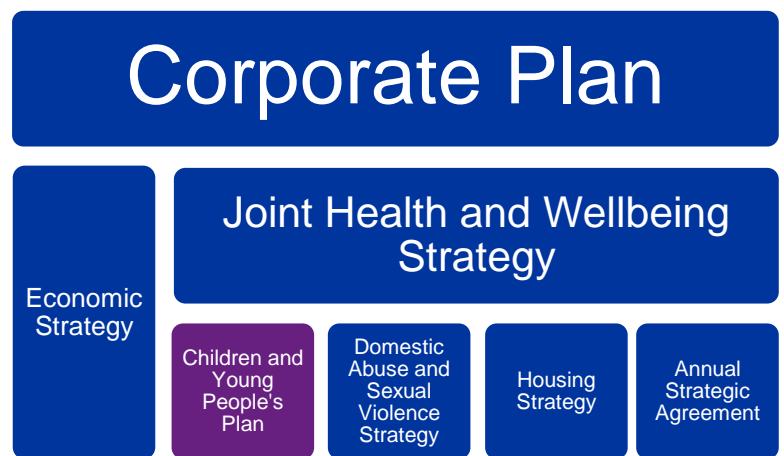 Corporate Plan
Joint Health and Wellbeing
Strategy
Economic
Strategy
Children and
Young
People's
Plan
Domestic
Abuse and
Sexual
Violence
Strategy
Housing
Strategy
Annual
Strategic
Agreement